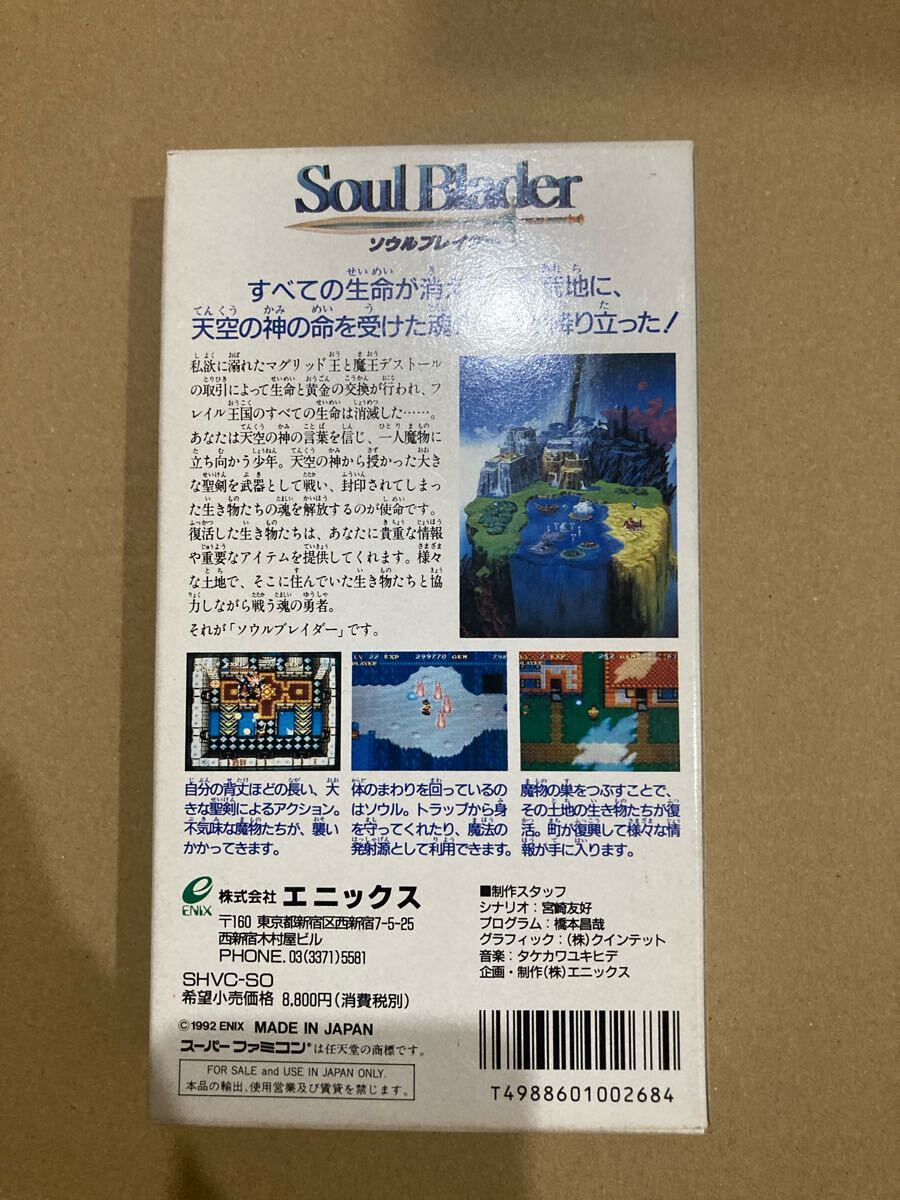 Soul Blader
ソウルブレイダー
すべての生命が消え 荒地に、
天空の神の命を受けた魂 降り立った!
私欲に溺れたマグリッド王と魔王デストール
の取引によって生命と黄金の交換が行われ、フ
レイル王国のすべての生命は消滅した……。
あなたは天空の神の言葉を信じ、一人魔物に
立ち向かう少年。天空の神から授かった大き
な聖剣を武器として戦い、封印されてしまっ
た生き物たちの魂を解放するのが使命です。
復活した生き物たちは、あなたに貴重な情報
や重要なアイテムを提供してくれます。様々
な土地で、そこに住んでいた生き物たちと協
力しながら戦う魂の勇者。
それが「ソウルブレイダー」です。
LV 22 EXP 299770 GEM 798
PLAYER
LV 2 EXP 252 GEM
PLAYER
自分の背丈ほどの長い、大
きな聖剣によるアクション。
不気味な魔物たちが、襲い
かかってきます。
体のまわりを回っているの
はソウル。トラップから身
を守ってくれたり、魔法の
発射源として利用できます。
魔物の巣をつぶすことで、
その土地の生き物たちが復
活。町が復興して様々な情
報が手に入ります。
ENIX 株式会社 エニックス
〒160 東京都新宿区西新宿7-5-25
西新宿木村屋ビル
PHONE. 03(3371)5581
SHVC-SO
希望小売価格 8,800円(消費税別)
©1992 ENIX MADE IN JAPAN
スーパーファミコン®は任天堂の商標です。
FOR SALE and USE IN JAPAN ONLY.
本品の輸出、使用営業及び賃貸を禁じます。
■制作スタッフ
シナリオ:宮崎友好
プログラム:橋本昌哉
グラフィック:(株)クインテット
音楽:タケカワユキヒデ
企画・制作(株)エニックス
T4988601002684